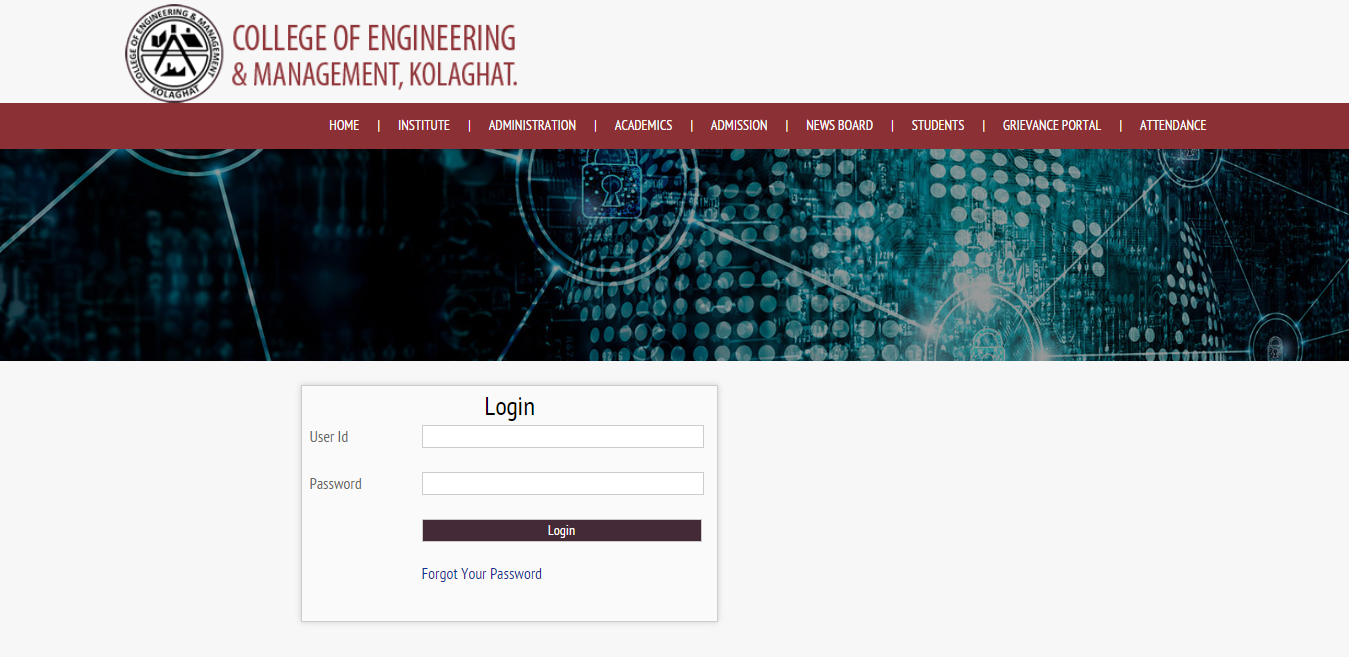 COLLEGE OF ENGINEERING & MANAGEMENT
KOLAGHAT
COLLEGE OF ENGINEERING
& MANAGEMENT, KOLAGHAT.
HOME | INSTITUTE | ADMINISTRATION | ACADEMICS | ADMISSION | NEWS BOARD | STUDENTS | GRIEVANCE PORTAL | ATTENDANCE
Login
User Id
Password
Login
Forgot Your Password